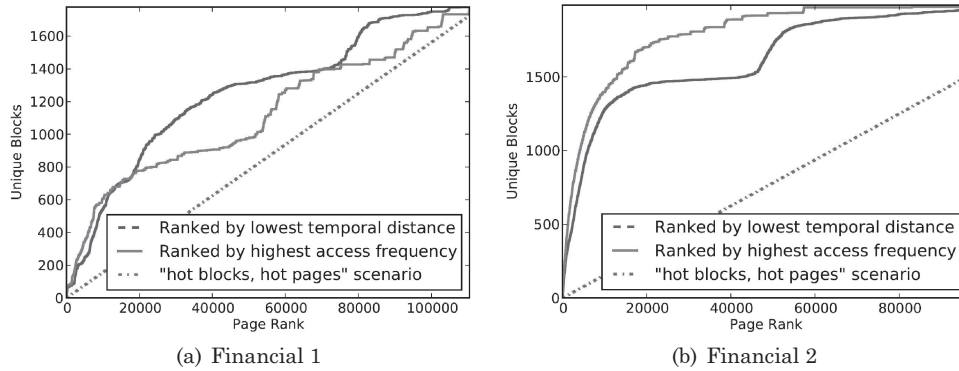 1600
1400
1200
1000
800
600
400
200
0
Unique Blocks
Ranked by lowest temporal distance
Ranked by highest access frequency
"hot blocks, hot pages" scenario
0 20000 40000 60000 80000 100000
Page Rank
(a) Financial 1
1500
1000
500
0
Unique Blocks
Ranked by lowest temporal distance
Ranked by highest access frequency
"hot blocks, hot pages" scenario
0 20000 40000 60000 80000
Page Rank
(b) Financial 2